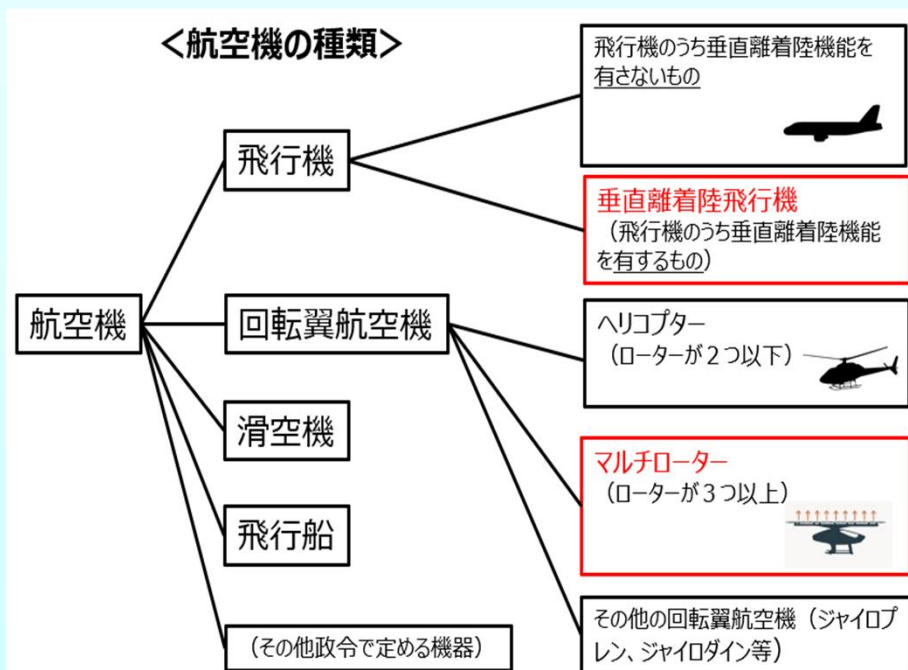 <航空機の種類>
飛行機のうち垂直離着陸機能を
有さないもの
飛行機
垂直離着陸飛行機
（飛行機のうち垂直離着陸機能
を有するもの）
航空機
回転翼航空機
ヘリコプター
（ローターが２つ以下）
滑空機
マルチローター
（ローターが３つ以上）
飛行船
（その他政令で定める機器）
その他の回転翼航空機（ジャイロプ
レン、ジャイロダイン等）